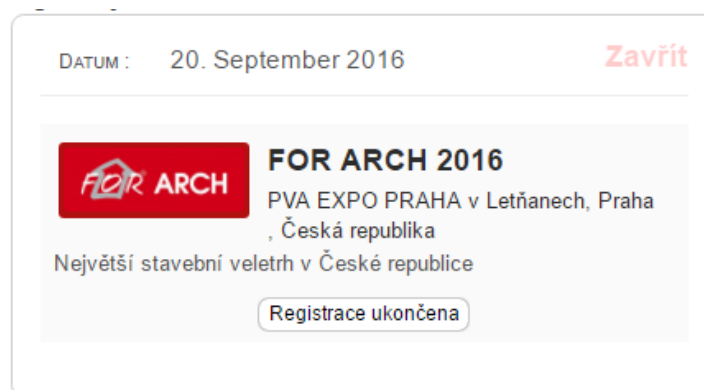 DATUM : 20. September 2016 Zavřít
FOR ARCH
FOR ARCH 2016
PVA EXPO PRAHA v Letňanech, Praha
, Česká republika
Největší stavební veletrh v České republice
Registrace ukončena